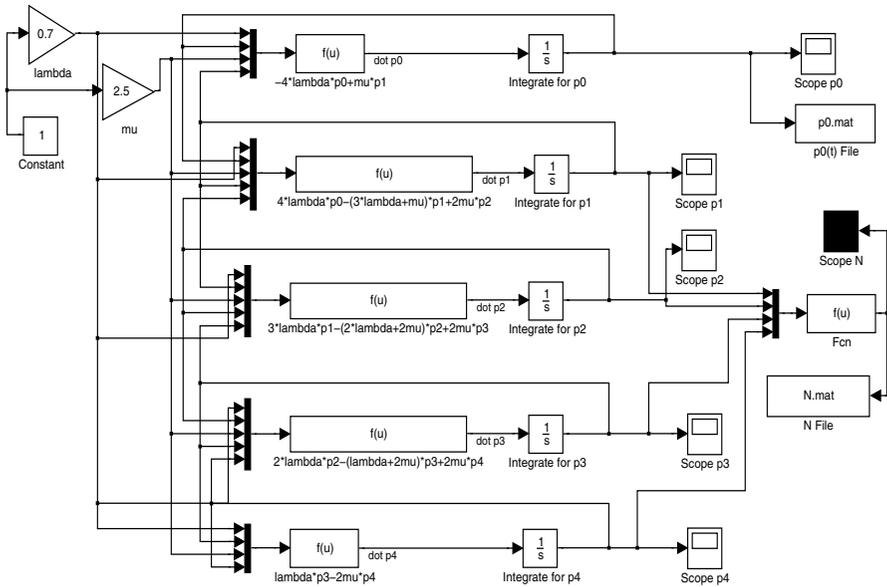 0.7
lambda
2.5
mu
1
Constant
f(u)
−4*lambda*p0+mu*p1
dot p0
1
s
Integrate for p0
Scope p0
p0.mat
p0(t) File
f(u)
4*lambda*p0−(3*lambda+mu)*p1+2mu*p2
dot p1
1
s
Integrate for p1
Scope p1
Scope p2
Scope N
f(u)
3*lambda*p1−(2*lambda+2mu)*p2+2mu*p3
dot p2
1
s
Integrate for p2
f(u)
Fcn
N.mat
N File
f(u)
2*lambda*p2−(lambda+2mu)*p3+2mu*p4
dot p3
1
s
Integrate for p3
Scope p3
f(u)
lambda*p3−2mu*p4
dot p4
1
s
Integrate for p4
Scope p4